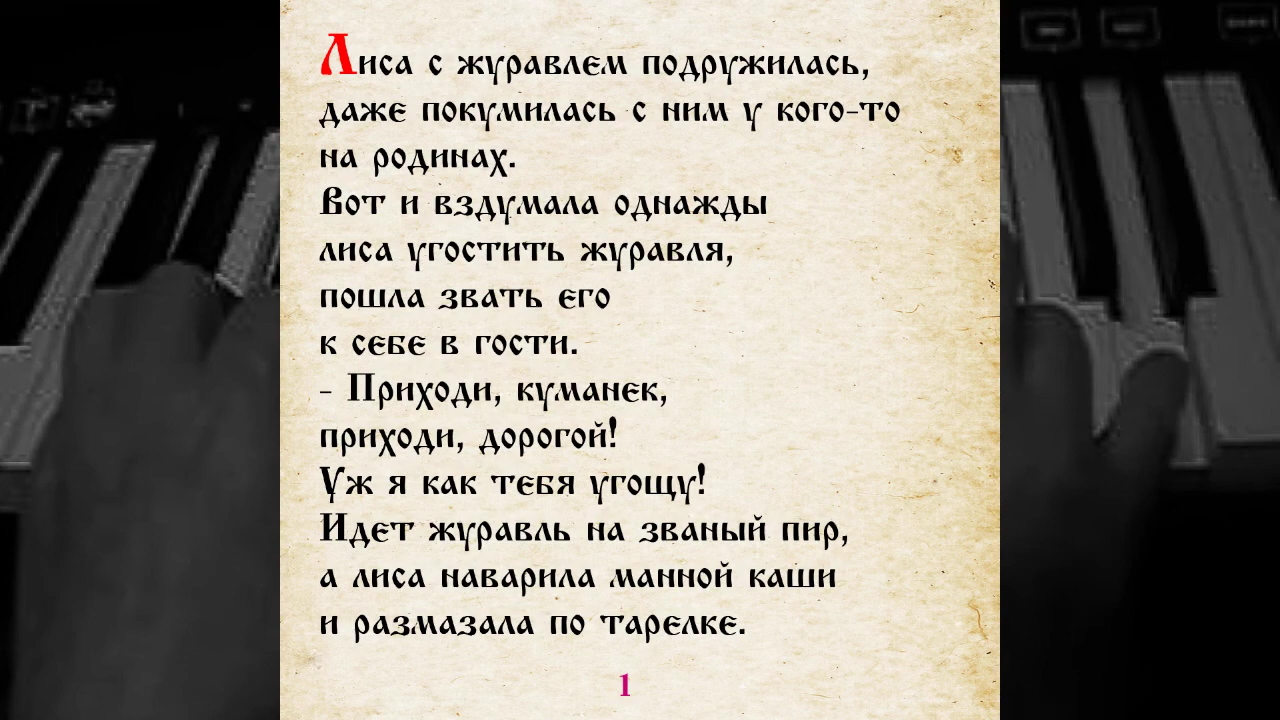 Лиса с журавлем подружилась,
даже покумилась с ним у кого-то
на родинах.
Вот и вздумала однажды
лиса угостить журавля,
пошла звать его
к себе в гости.
- Приходи, куманек,
приходи, дорогой!
Уж я как тебя угощу!
Идет журавль на званый пир,
а лиса наварила манной каши
и размазала по тарелке.
1